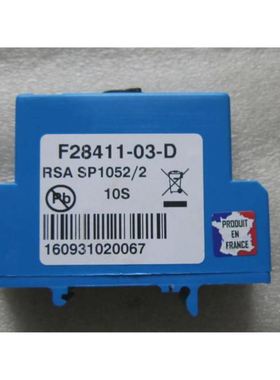 F28411-03-D
RSA SP1052/2
Pb
10S
160931020067
PRODUIT
EN
FRANCE